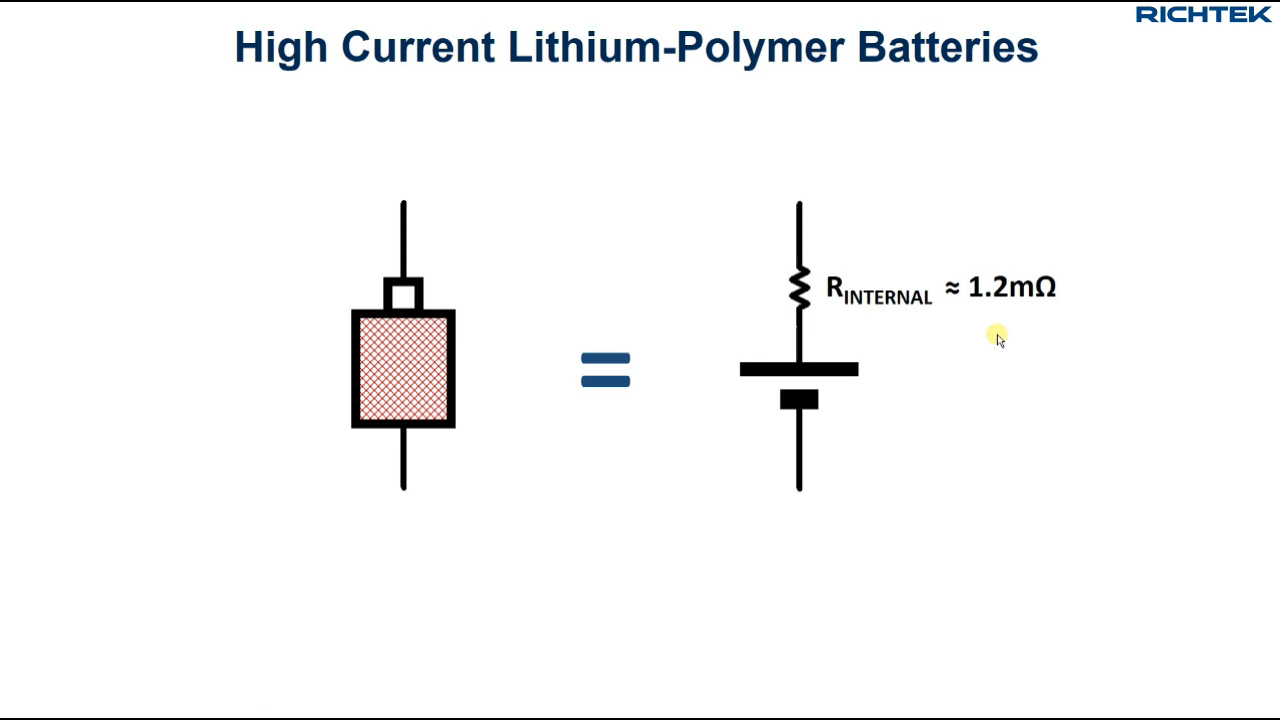 RICHTEK
High Current Lithium-Polymer Batteries
RINTERNAL ≈ 1.2mΩ